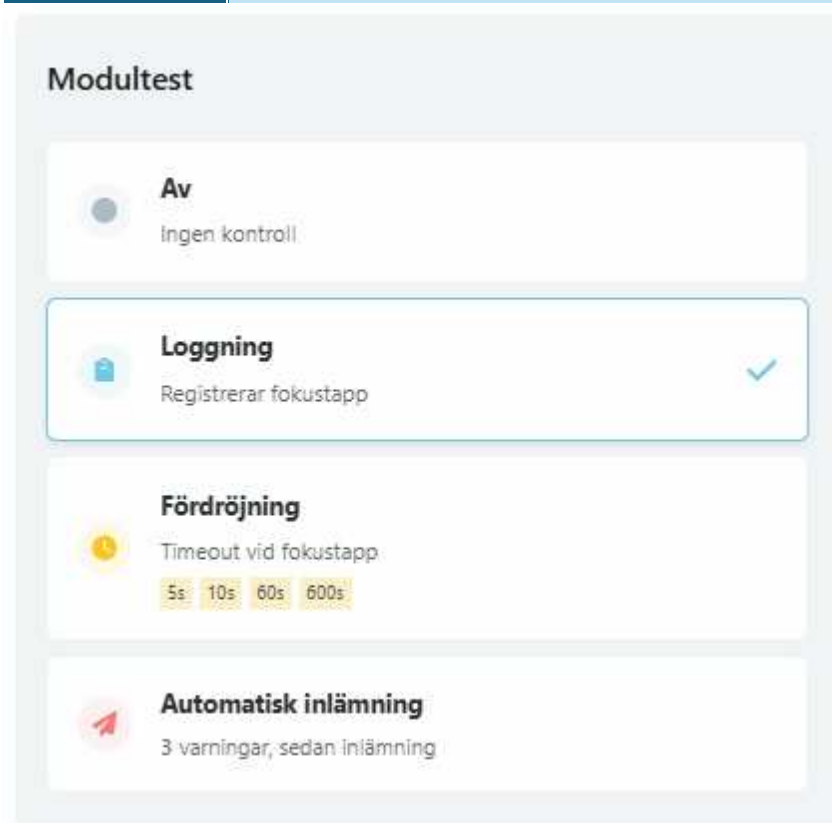 Modultest
Av
Ingen kontroll
Loggning
Registrerar fokustapp
Fördröjning
Timeout vid fokustapp
5s 10s 60s 600s
Automatisk inlämning
3 varningar, sedan inlämning